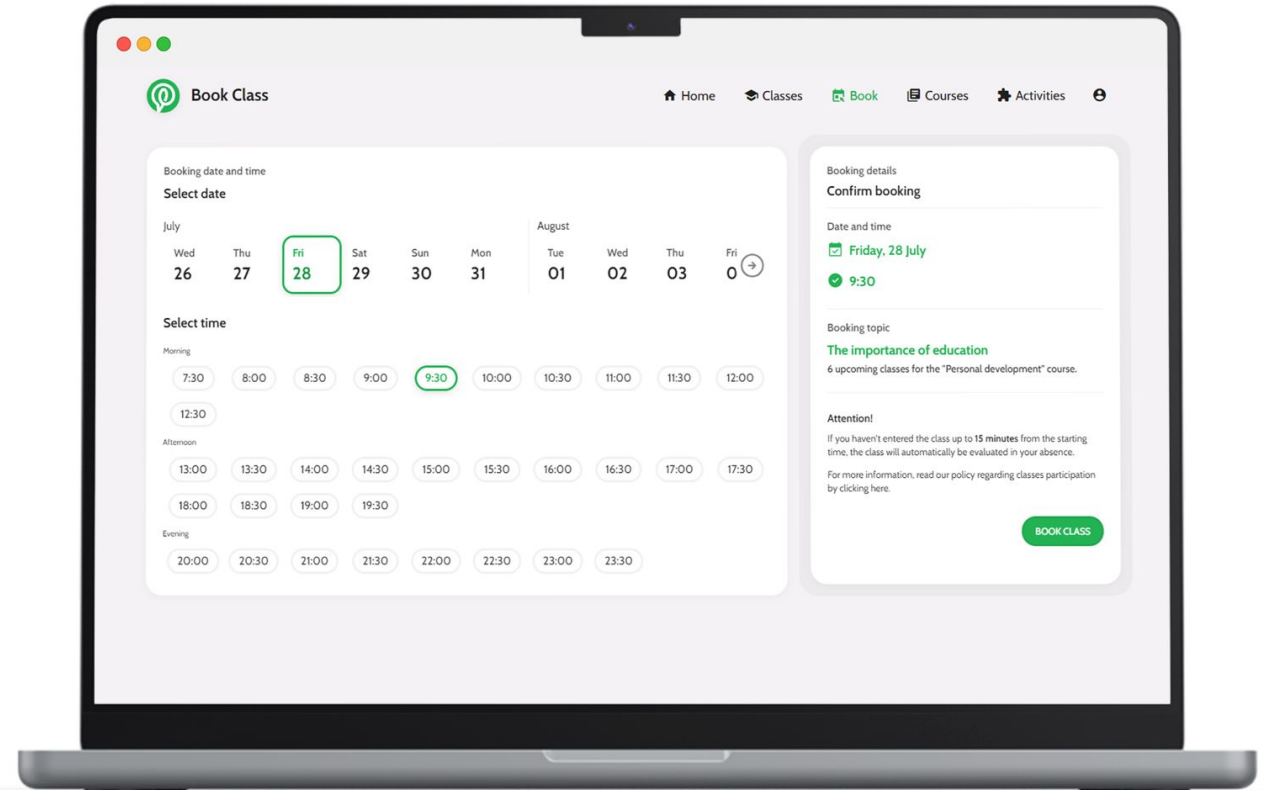 Book Class
Home Classes Book Courses Activities
Booking date and time
Select date
July
August
Wed Thu Fri Sat Sun Mon Tue Wed Thu Fri
26 27 28 29 30 31 01 02 03 0
Select time
Morning
7:30 8:00 8:30 9:00 9:30 10:00 10:30 11:00 11:30 12:00
12:30
Afternoon
13:00 13:30 14:00 14:30 15:00 15:30 16:00 16:30 17:00 17:30
18:00 18:30 19:00 19:30
Evening
20:00 20:30 21:00 21:30 22:00 22:30 23:00 23:30
Booking details
Confirm booking
Date and time
Friday, 28 July
9:30
Booking topic
The importance of education
6 upcoming classes for the "Personal development" course.
Attention!
If you haven't entered the class up to 15 minutes from the starting
time, the class will automatically be evaluated in your absence.
For more information, read our policy regarding classes participation
by clicking here.
BOOK CLASS